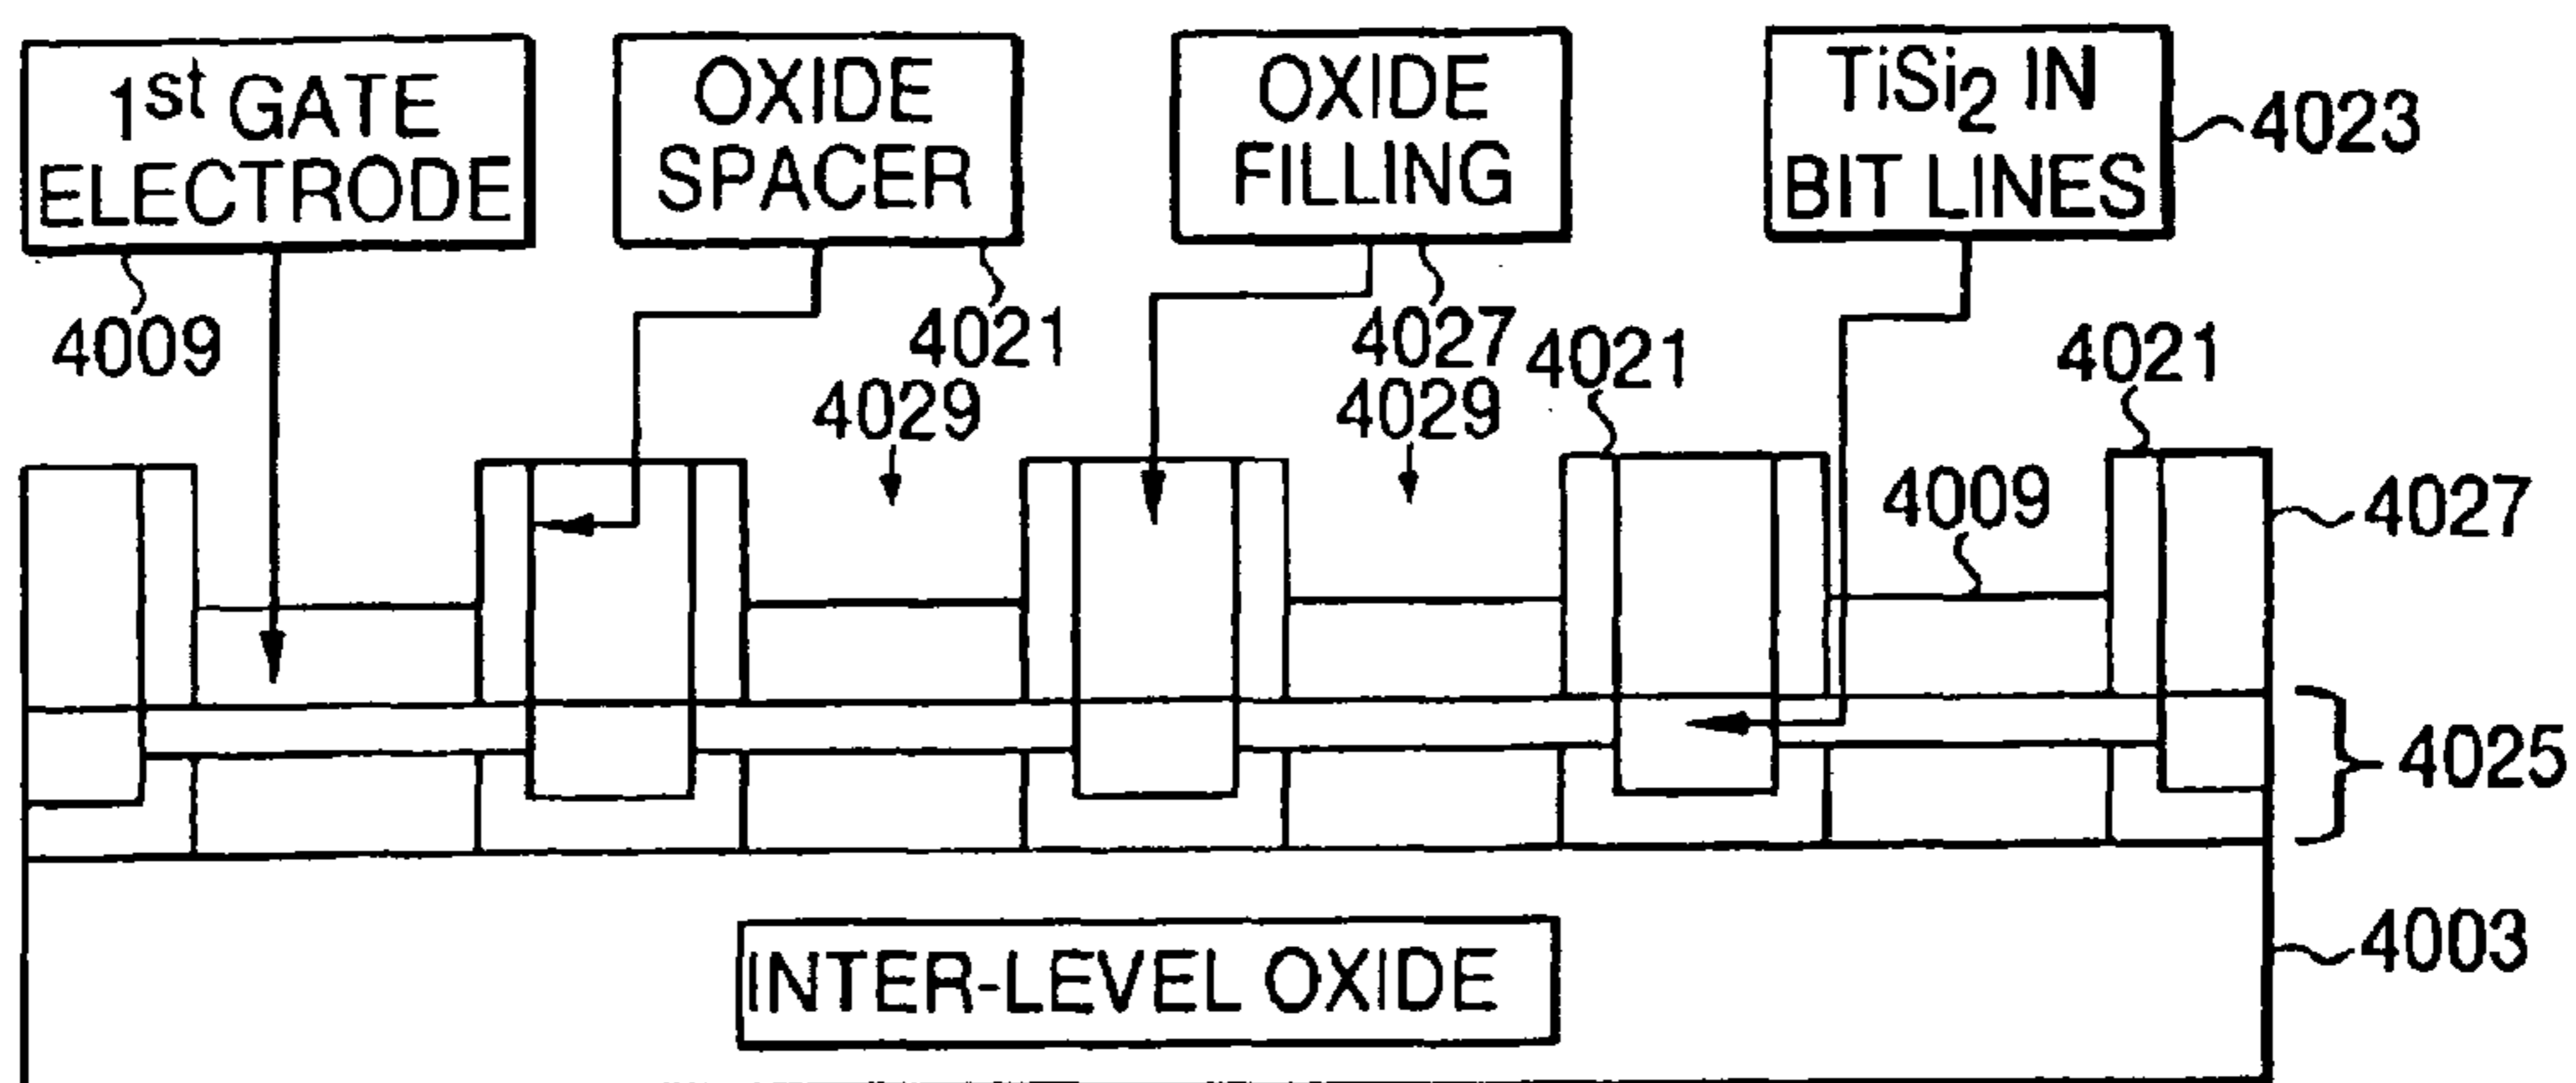 1st GATE
ELECTRODE
OXIDE
SPACER
OXIDE
FILLING
TiSi2 IN
BIT LINES
4023
4009
4021
4027
4021
4021
4029
4029
4009
4027
4025
4003
INTER-LEVEL OXIDE